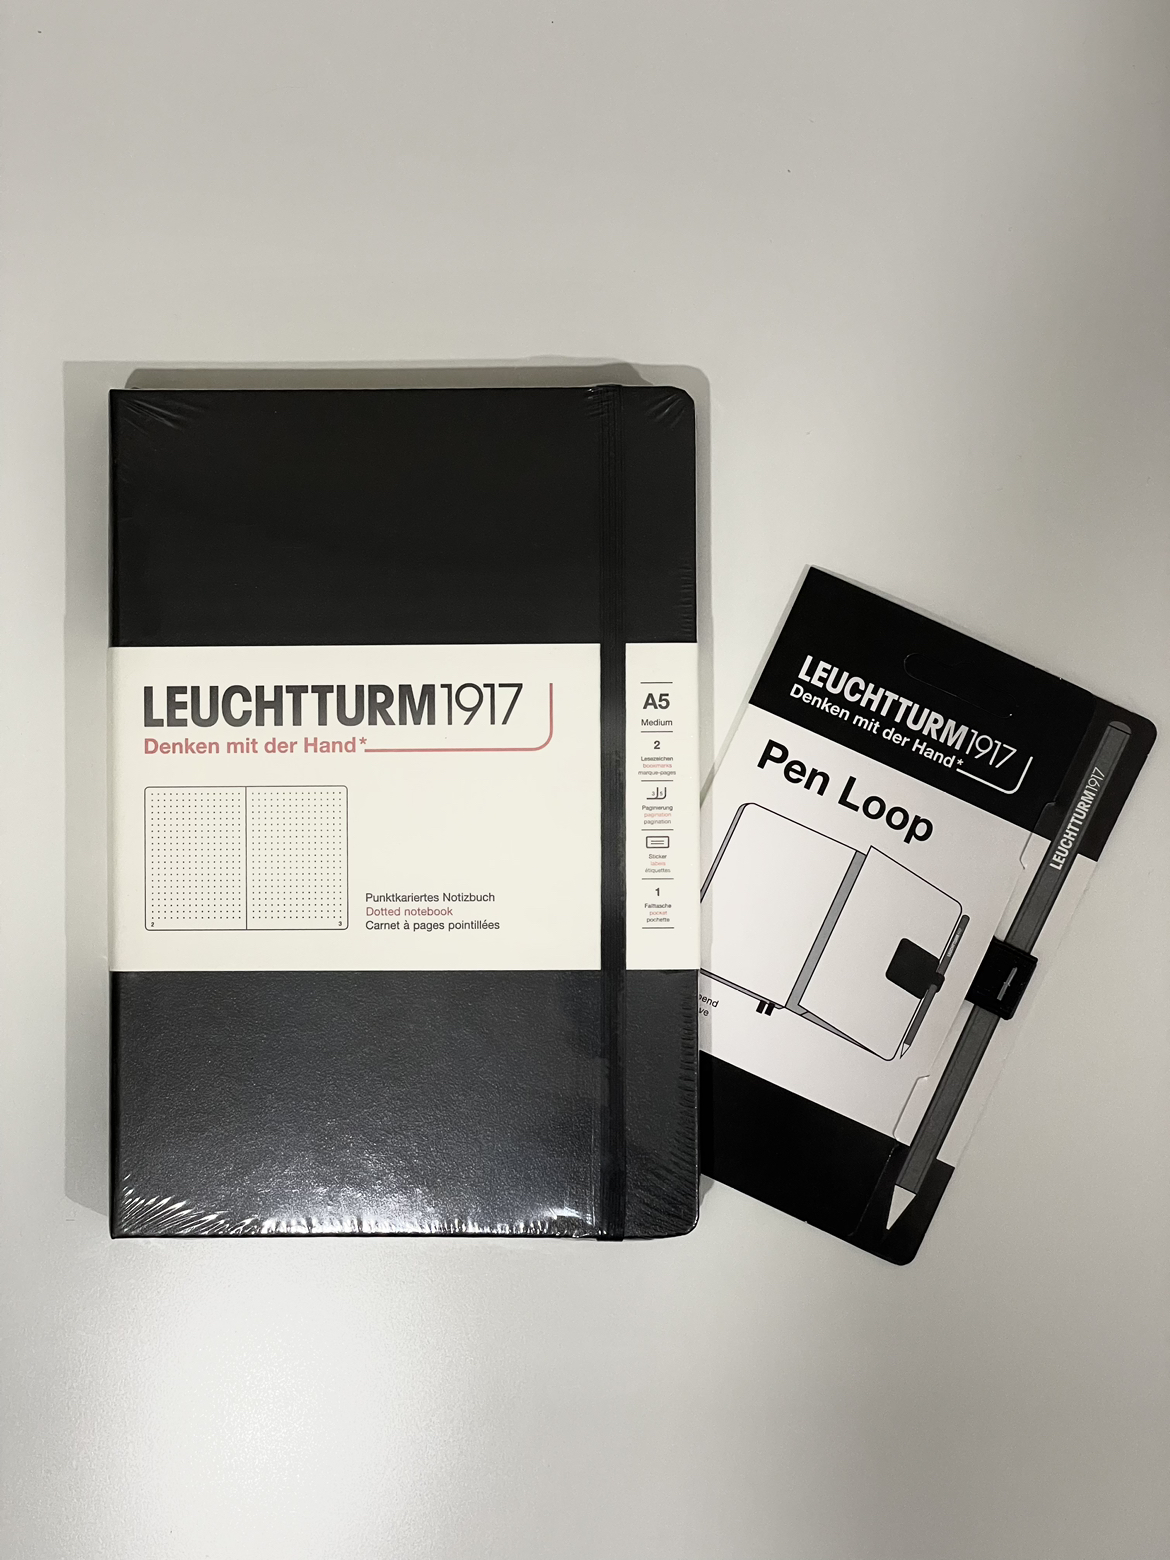 LEUCHTTURM1917
Denken mit der Hand*
2
3
Punktkariertes Notizbuch
Dotted notebook
Carnet à pages pointillées
A5
Medium
2
Lesezeichen
bookmarks
marque-pages
3
5
Paginierung
pagination
pagination
Sticker
labels
étiquettes
1
Falttasche
pocket
pochette
LEUCHTTURM1917
Denken mit der Hand*
Pen Loop
LEUCHTTURM1917